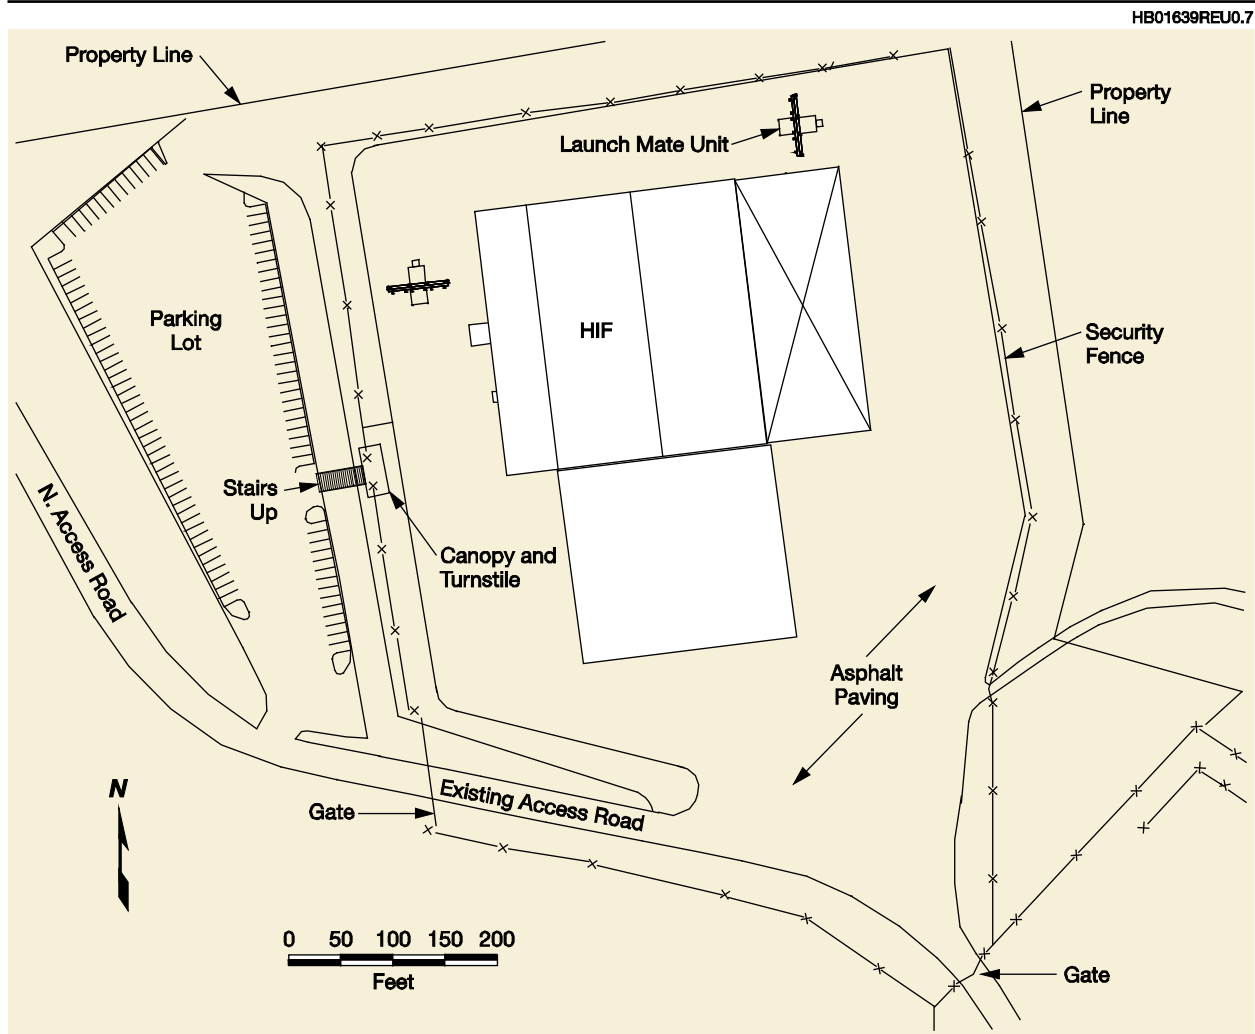 HB01639REU0.7
Property Line
Property
Line
Launch Mate Unit
Parking
Lot
HIF
Security
Fence
N. Access Road
Stairs
Up
Canopy and
Turnstile
Asphalt
Paving
N
Existing Access Road
Gate
0 50 100 150 200
Feet
Gate